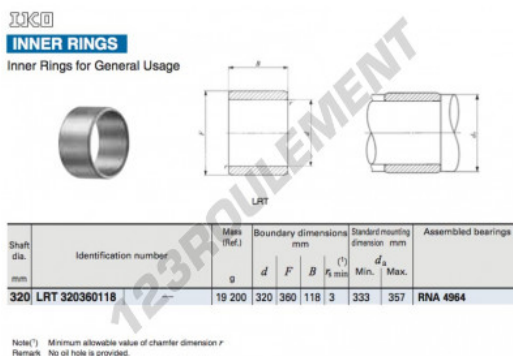 IKO
INNER RINGS
Inner Rings for General Usage
B
r
r
F
d
dₐ
LRT
Shaft dia. mm
Identification number
Mass (Ref.) g
Boundary dimensions mm
d F B rₛ min (¹)
Standard mounting dimension mm
dₐ
Min. Max.
Assembled bearings
320 LRT 320360118 — 19 200 320 360 118 3 333 357 RNA 4964
Note(¹) Minimum allowable value of chamfer dimension r
Remark No oil hole is provided.
123ROULEMENT